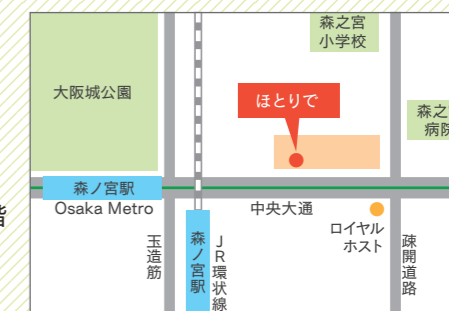 森之宮
小学校
大阪城公園
ほとりで
森之
病院
森ノ宮駅
Osaka Metro
中央大通
ロイヤル
ホスト
玉造筋
森ノ宮駅
JR環状線
疎開道路